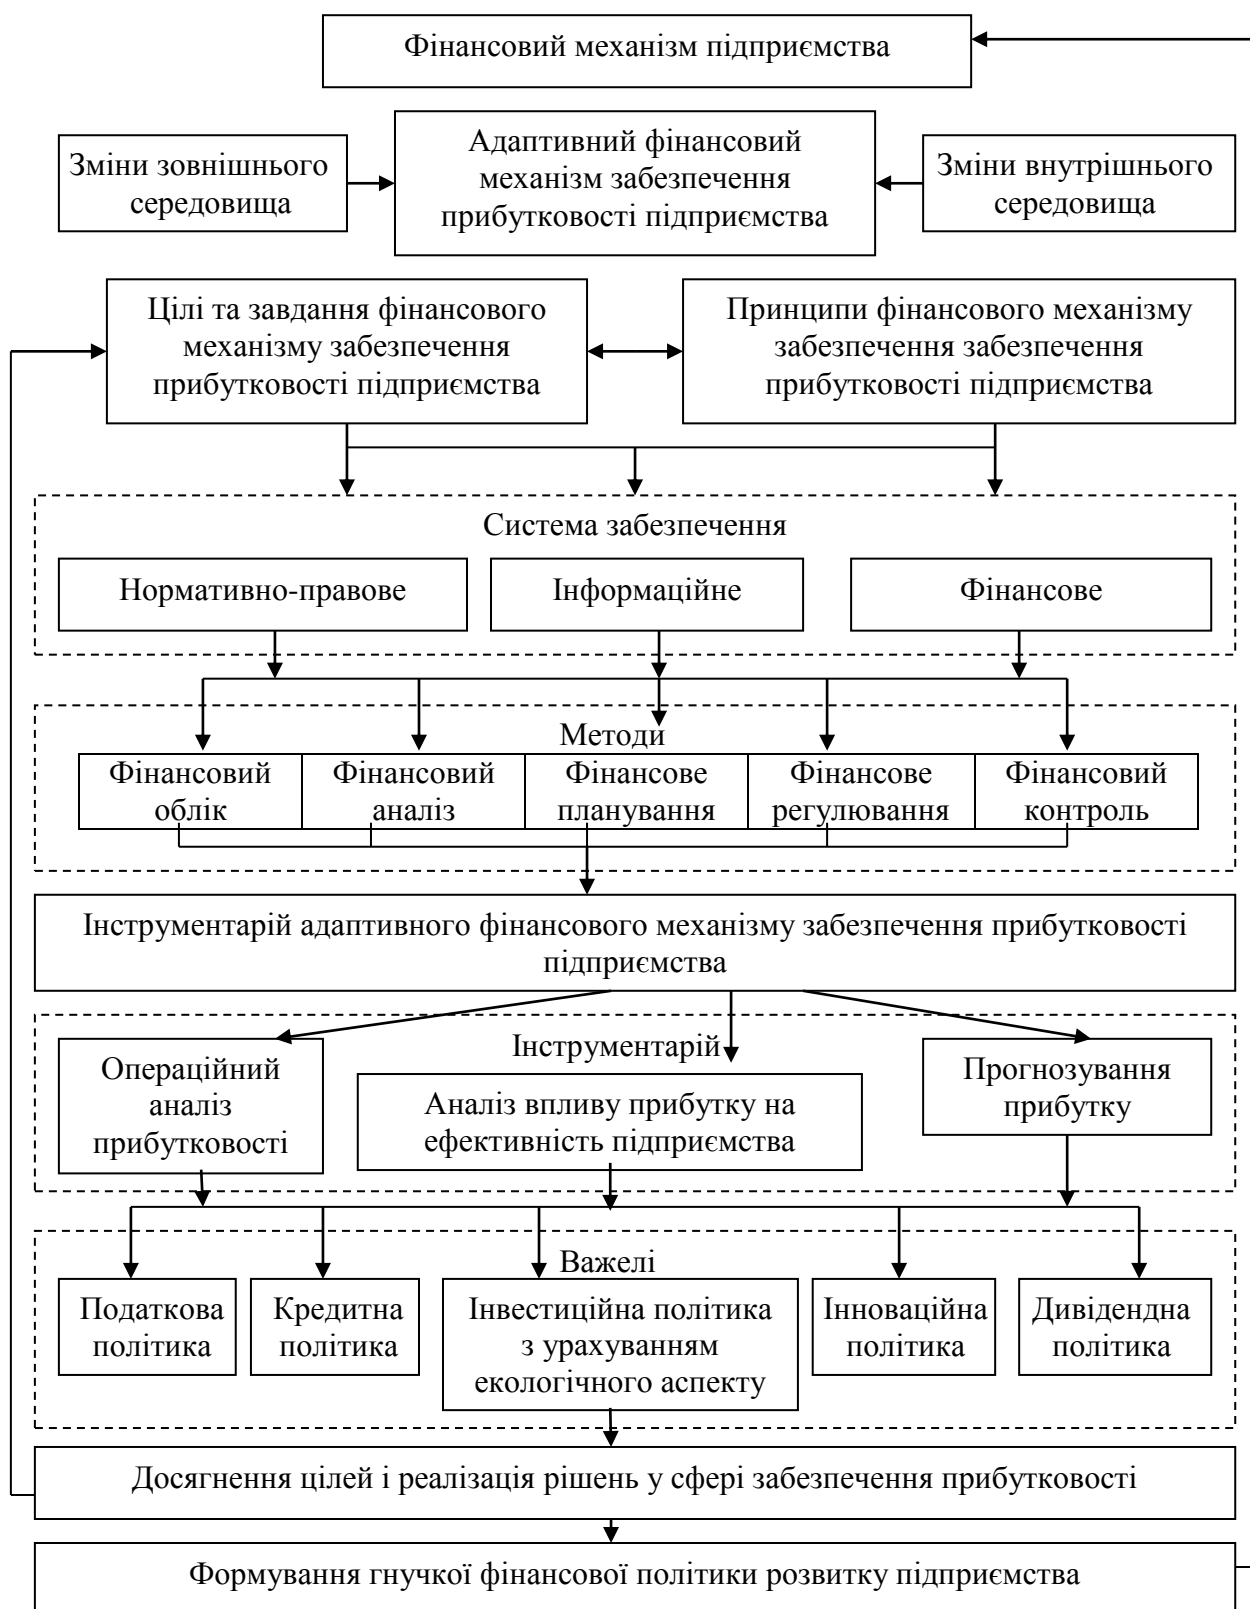 Фінансовий механізм підприємства
Зміни зовнішнього
середовища
Адаптивний фінансовий
механізм забезпечення
прибутковості підприємства
Зміни внутрішнього
середовища
Цілі та завдання фінансового
механізму забезпечення
прибутковості підприємства
Принципи фінансового механізму
забезпечення забезпечення
прибутковості підприємства
Система забезпечення
Нормативно-правове
Інформаційне
Фінансове
Методи
Фінансовий
облік
Фінансовий
аналіз
Фінансове
планування
Фінансове
регулювання
Фінансовий
контроль
Інструментарій адаптивного фінансового механізму забезпечення прибутковості
підприємства
Інструментарій
Операційний
аналіз
прибутковості
Аналіз впливу прибутку на
ефективність підприємства
Прогнозування
прибутку
Важелі
Податкова
політика
Кредитна
політика
Інвестиційна політика
з урахуванням
екологічного аспекту
Інноваційна
політика
Дивідендна
політика
Досягнення цілей і реалізація рішень у сфері забезпечення прибутковості
Формування гнучкої фінансової політики розвитку підприємства